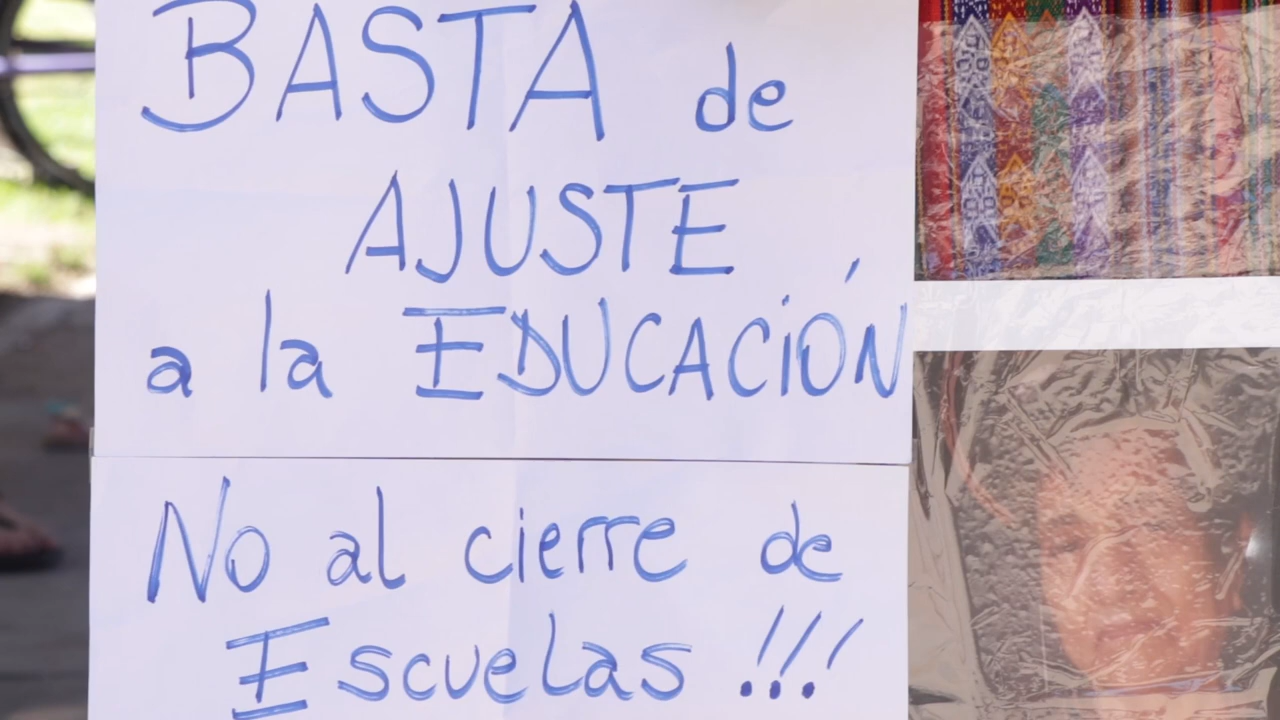 BASTA de
AJUSTE
a la EDUCACIÓN
No al cierre de
Escuelas !!!